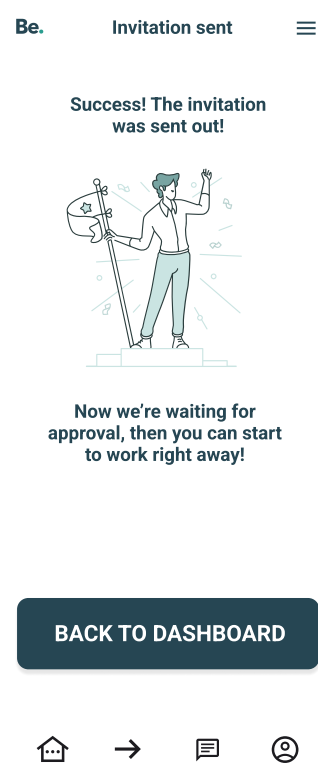 Be.
Invitation sent
Success! The invitation
was sent out!
Now we're waiting for
approval, then you can start
to work right away!
BACK TO DASHBOARD